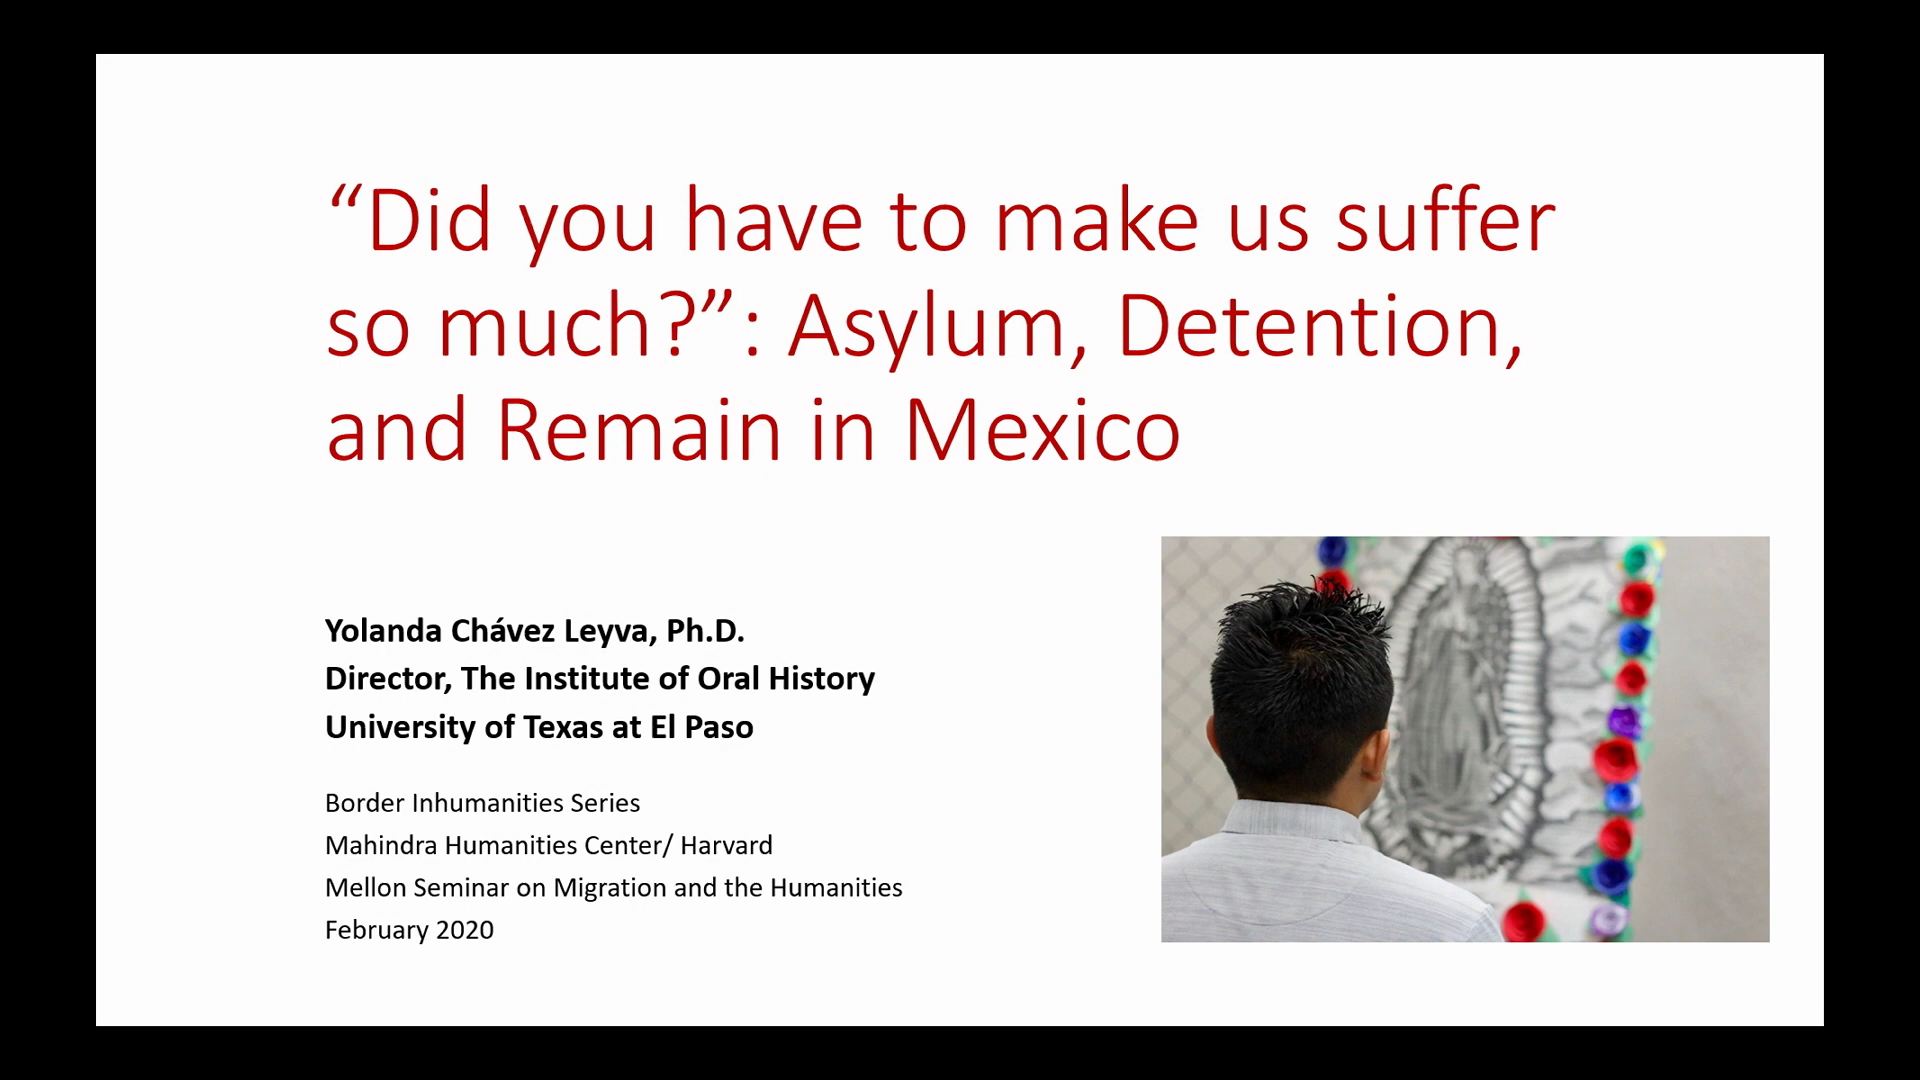 “Did you have to make us suffer
so much?”: Asylum, Detention,
and Remain in Mexico
Yolanda Chávez Leyva, Ph.D.
Director, The Institute of Oral History
University of Texas at El Paso
Border Inhumanities Series
Mahindra Humanities Center/ Harvard
Mellon Seminar on Migration and the Humanities
February 2020